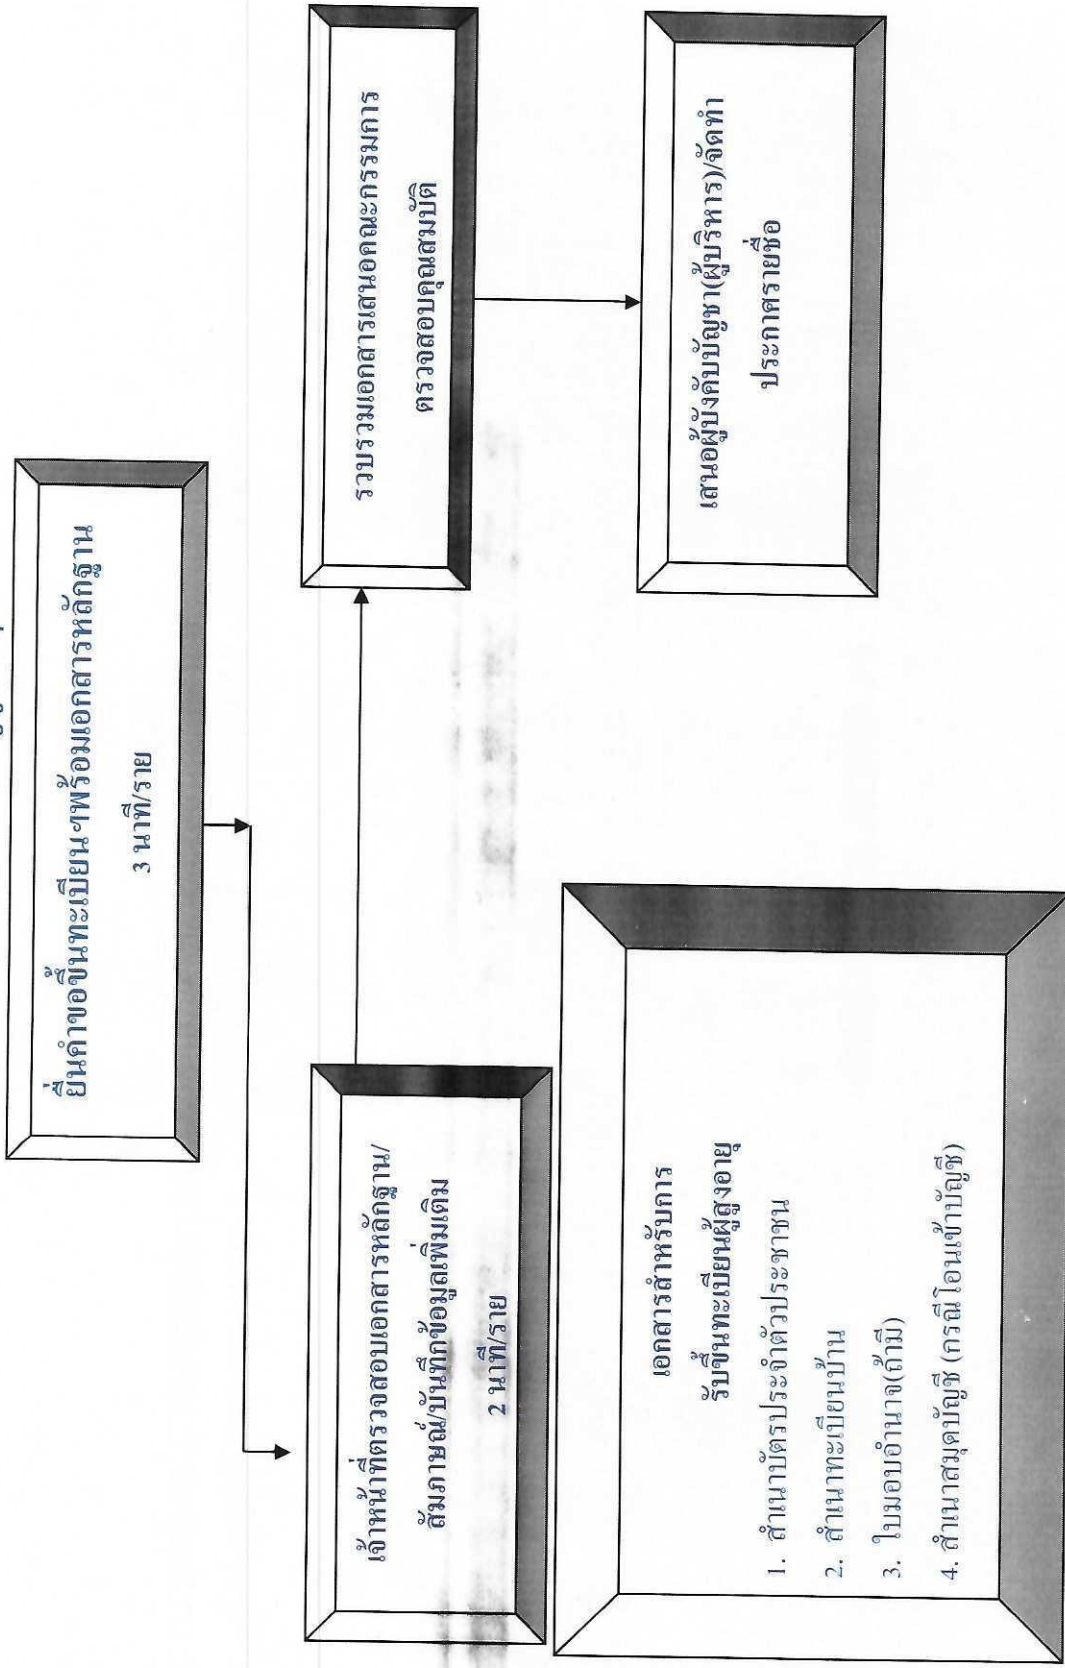 ยื่นคำขอขึ้นทะเบียนฯพร้อมเอกสารหลักฐาน
3 นาที/ราย
เจ้าหน้าที่ตรวจสอบเอกสารหลักฐาน/
สัมภาษณ์/บันทึกข้อมูลเพิ่มเติม
2 นาที/ราย
รวบรวมเอกสารเสนอคณะกรรมการ
ตรวจสอบคุณสมบัติ
เสนอผู้บังคับบัญชา(ผู้บริหาร)/จัดทำ
ประกาศรายชื่อ
เอกสารสำหรับการ
รับขึ้นทะเบียนผู้สูงอายุ
1. สำเนาบัตรประจำตัวประชาชน
2. สำเนาทะเบียนบ้าน
3. ใบมอบอำนาจ(ถ้ามี)
4. สำเนาสมุดบัญชี (กรณีโอนเข้าบัญชี)